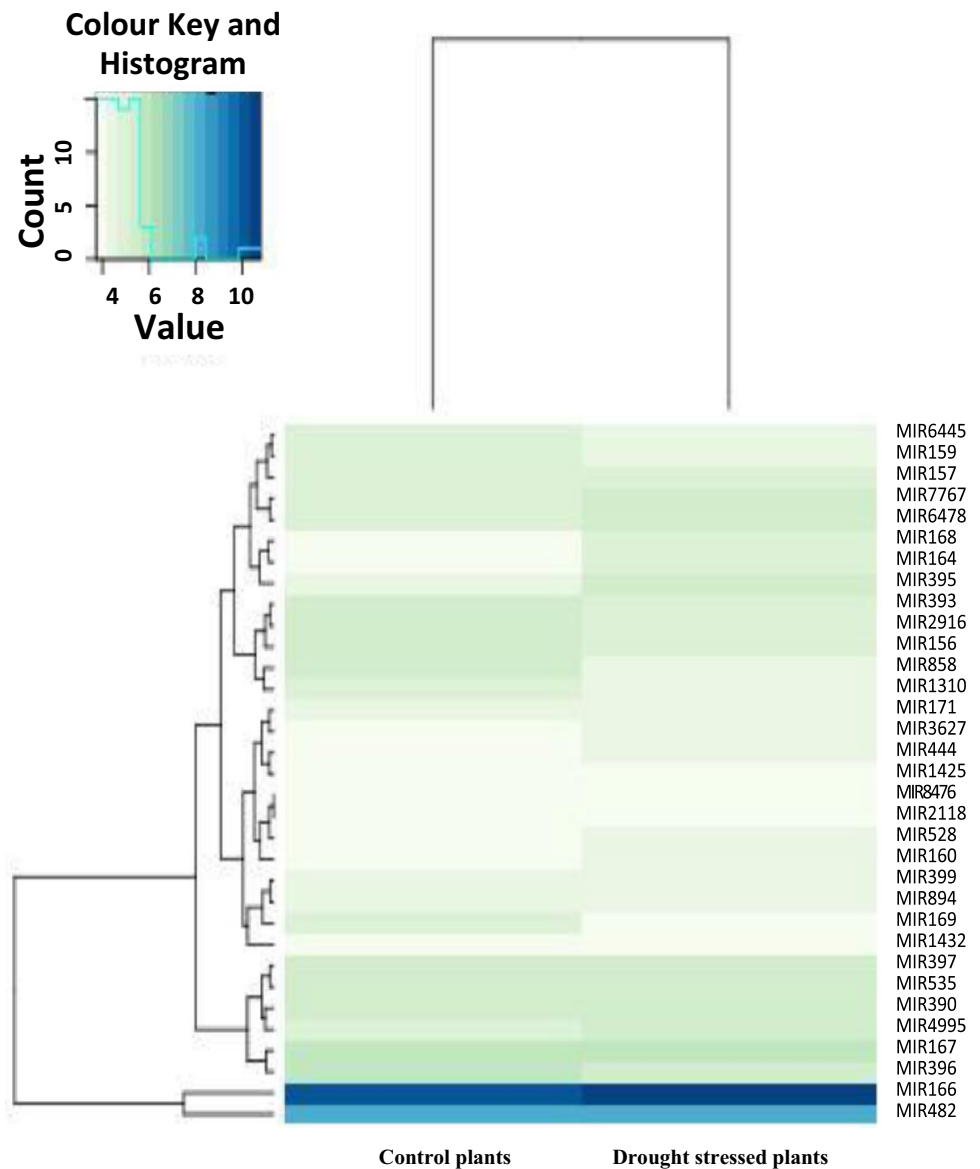 Colour Key and
Histogram
Count
0 5 10
4 6 8 10
Value
MIR6445
MIR159
MIR157
MIR7767
MIR6478
MIR168
MIR164
MIR395
MIR393
MIR2916
MIR156
MIR858
MIR1310
MIR171
MIR3627
MIR444
MIR1425
MIR8476
MIR2118
MIR528
MIR160
MIR399
MIR894
MIR169
MIR1432
MIR397
MIR535
MIR390
MIR4995
MIR167
MIR396
MIR166
MIR482
Control plants Drought stressed plants